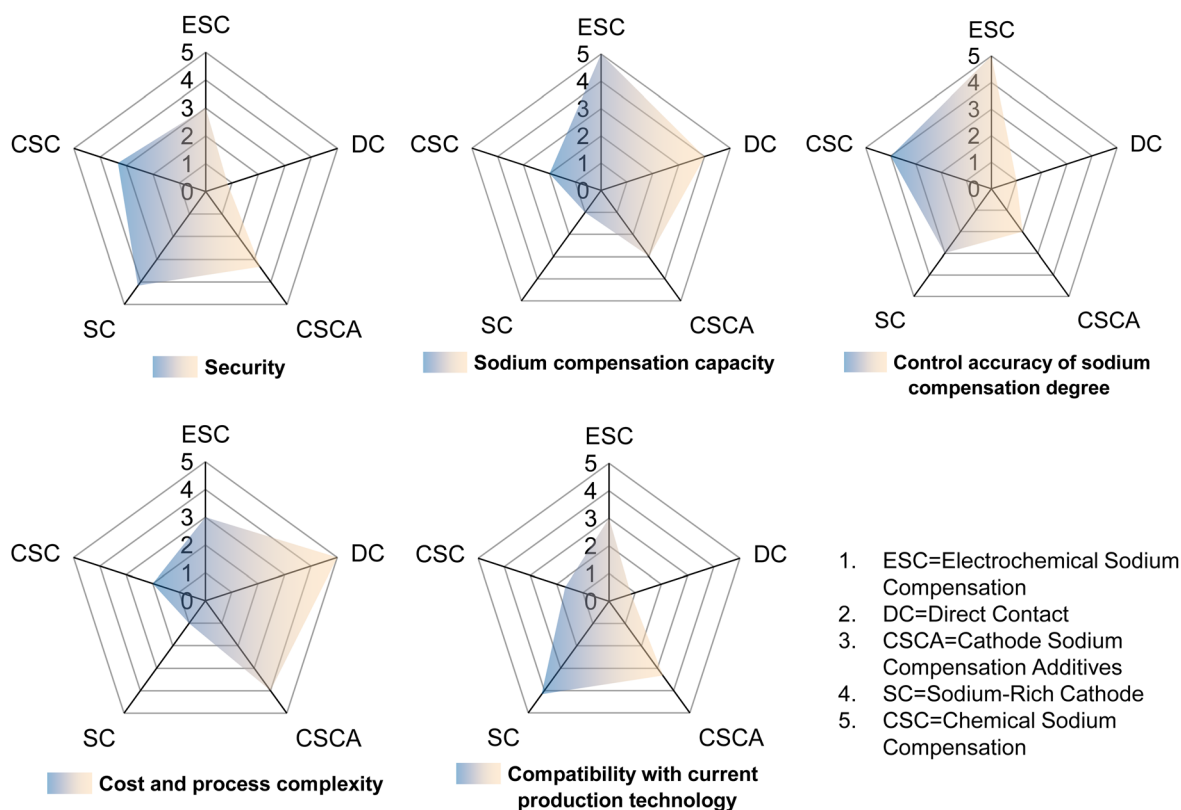 ESC
5
4
3
2
1
0
CSC
DC
SC
CSCA
Security
ESC
5
4
3
2
1
0
CSC
DC
SC
CSCA
Sodium compensation capacity
ESC
5
4
3
2
1
0
CSC
DC
SC
CSCA
Control accuracy of sodium
compensation degree
ESC
5
4
3
2
1
0
CSC
DC
SC
CSCA
Cost and process complexity
ESC
5
4
3
2
1
0
CSC
DC
SC
CSCA
Compatibility with current
production technology
1. ESC=Electrochemical Sodium
Compensation
2. DC=Direct Contact
3. CSCA=Cathode Sodium
Compensation Additives
4. SC=Sodium-Rich Cathode
5. CSC=Chemical Sodium
Compensation